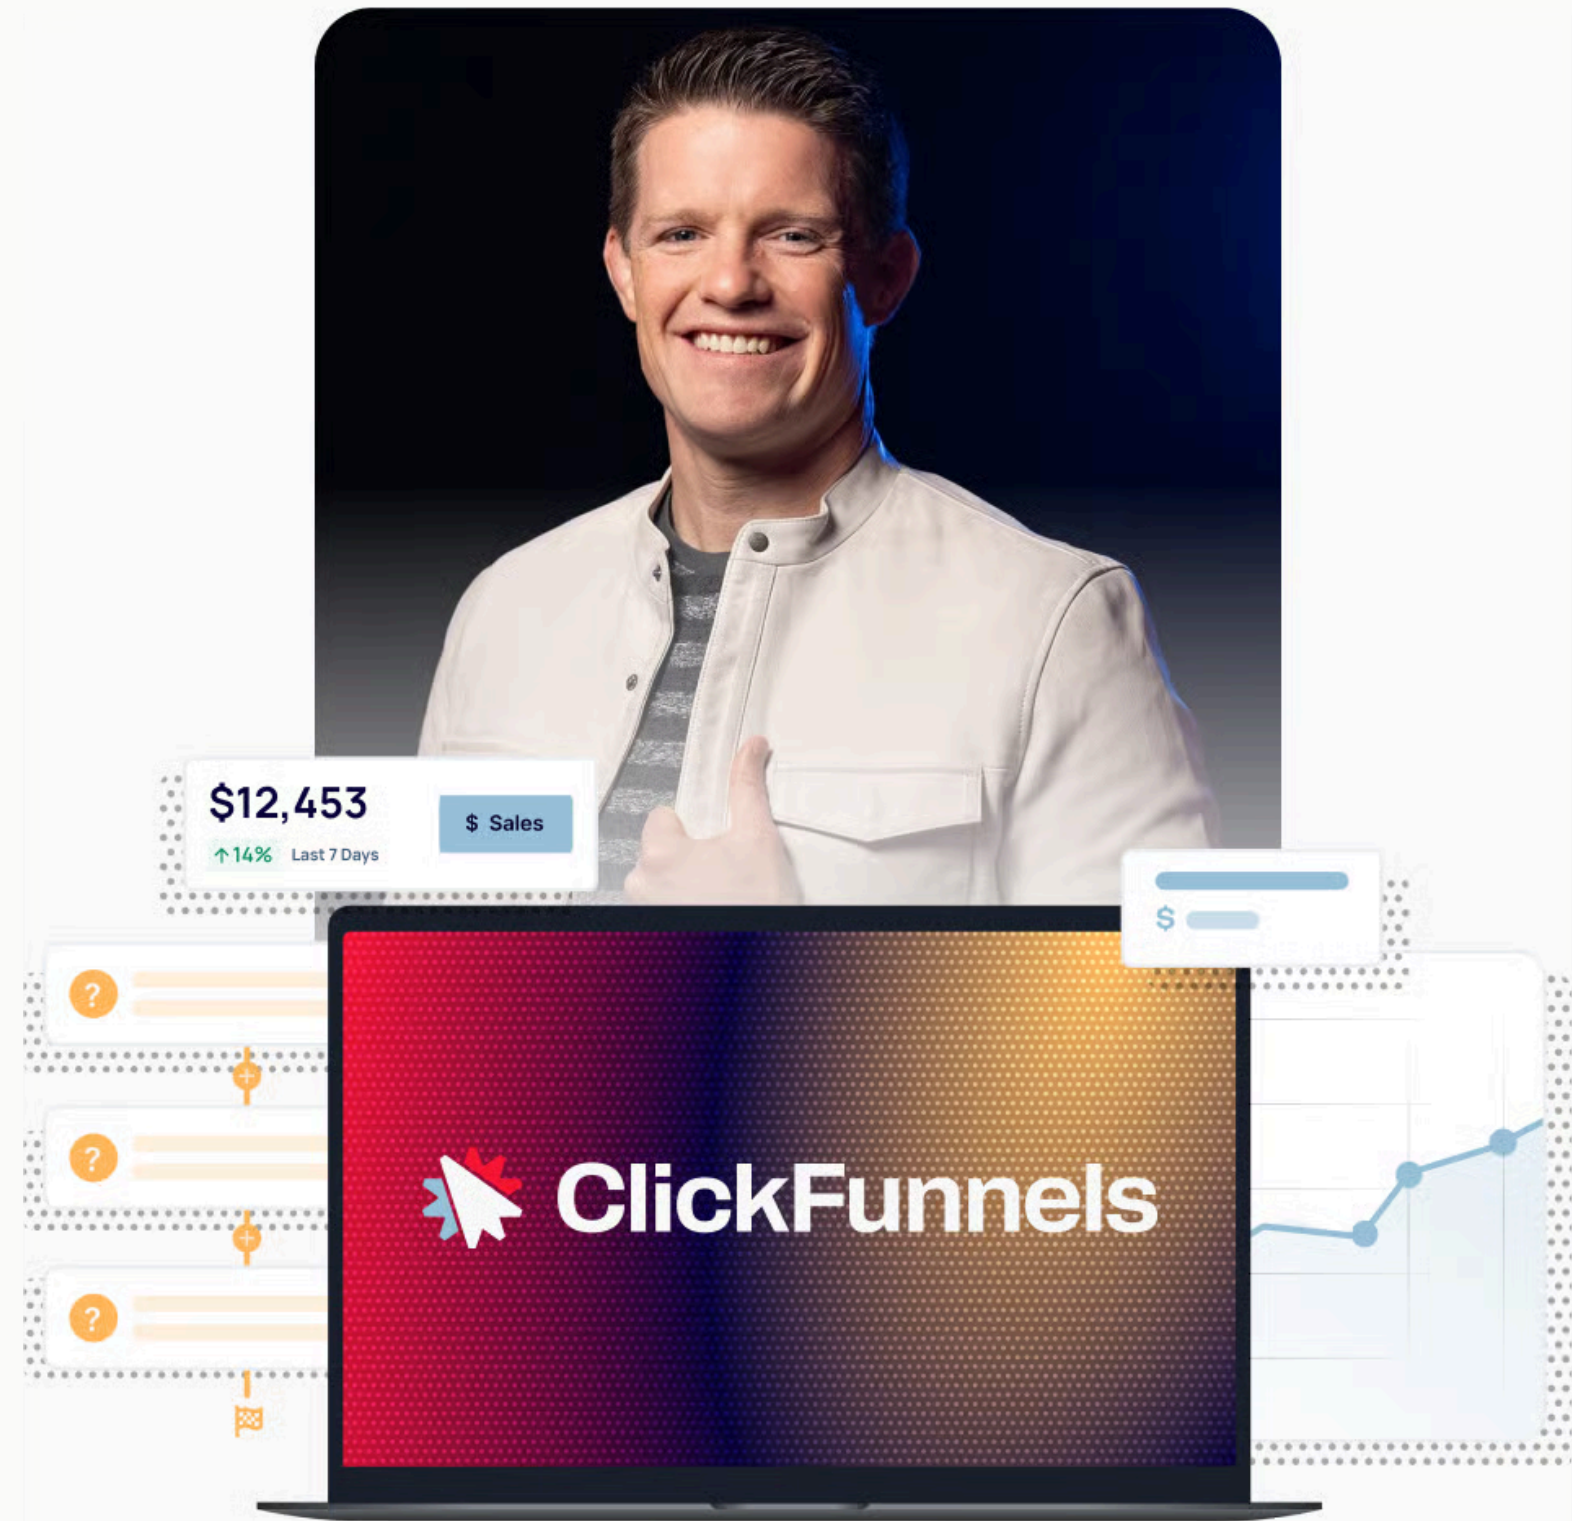 $12,453
↑14% Last 7 Days
$ Sales
$
?
?
?
ClickFunnels